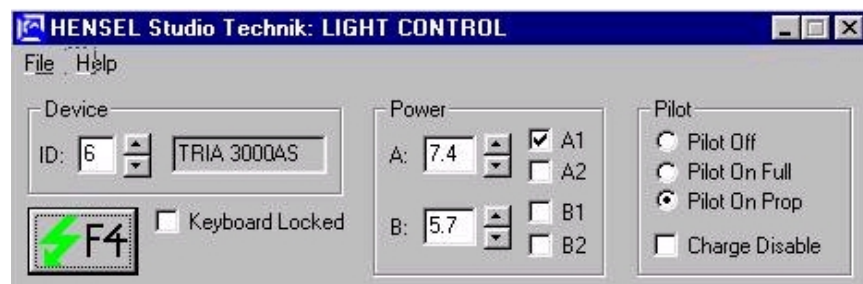 HENSEL Studio Technik: LIGHT CONTROL
File Help
Device
ID: 6 TRIA 3000AS
F4
Keyboard Locked
Power
A: 7.4
A1
A2
B: 5.7
B1
B2
Pilot
Pilot Off
Pilot On Full
Pilot On Prop
Charge Disable